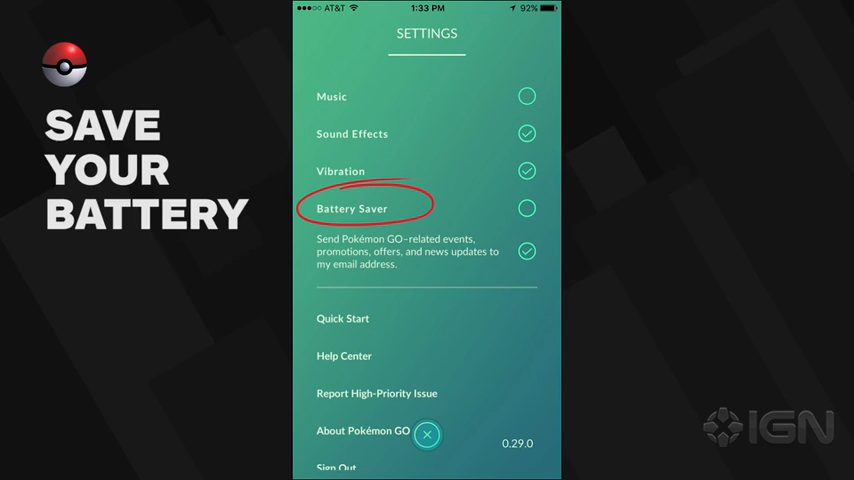 ●●●○○ AT&T 1:33 PM 92%
SETTINGS
SAVE
YOUR
BATTERY
Music
Sound Effects
Vibration
Battery Saver
Send Pokémon GO–related events,
promotions, offers, and news updates to
my email address.
Quick Start
Help Center
Report High-Priority Issue
About Pokémon GO
0.29.0
Sign Out
IGN